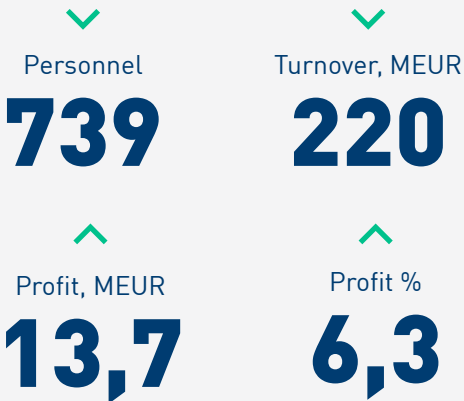 Personnel
739
Turnover, MEUR
220
Profit, MEUR
13,7
Profit %
6,3